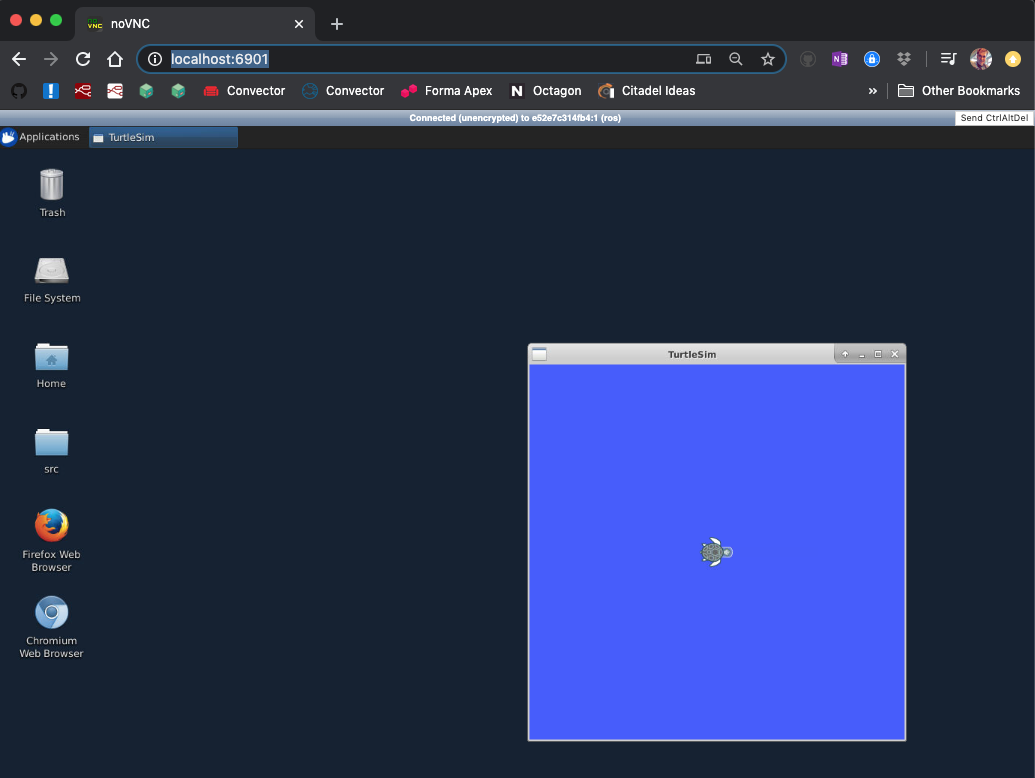 noVNC
localhost:6901
Convector
Convector
Forma Apex
N
Octagon
Citadel Ideas
»
Other Bookmarks
Connected (unencrypted) to e52e7c314fb4:1 (ros)
Send CtrlAltDel
Applications
TurtleSim
Trash
File System
Home
src
Firefox Web
Browser
Chromium
Web Browser
TurtleSim